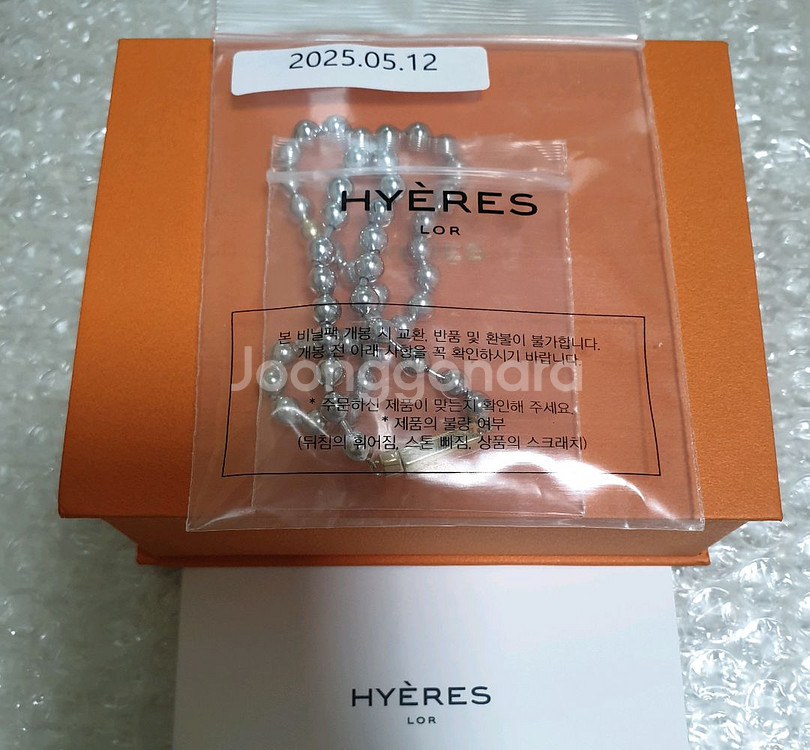 2025.05.12
HYÈRES
LOR
본 비닐팩 개봉 시 교환, 반품 및 환불이 불가합니다.
개봉 전 아래 사항을 꼭 확인하시기 바랍니다.
Joonggonara
* 주문하신 제품이 맞는지 확인해 주세요.
* 제품의 불량 여부
(뒤침의 휘어짐, 스톤 빠짐, 상품의 스크래치)
HYÈRES
LOR